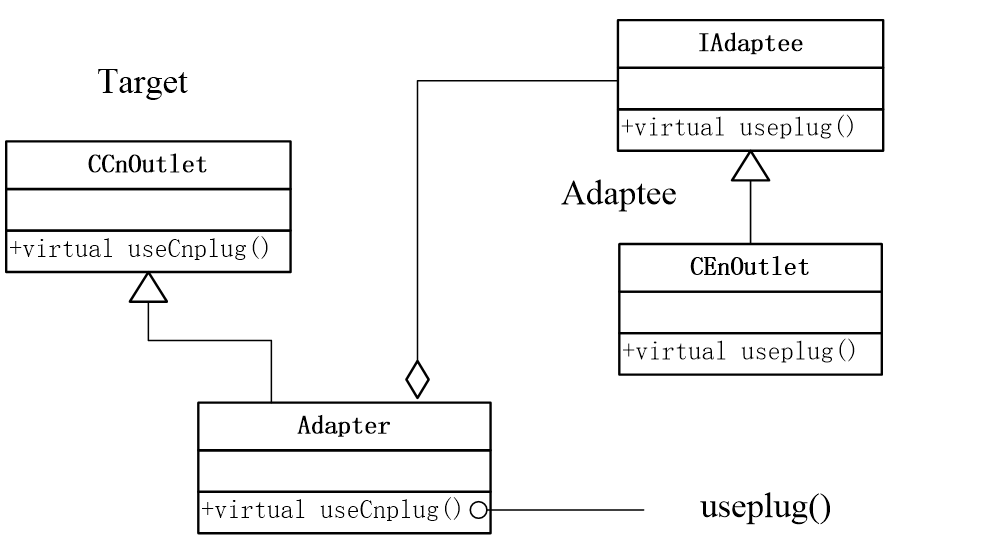 IAdaptee
+virtual useplug()
Target
CCnOutlet
+virtual useCnplug()
Adaptee
CEnOutlet
+virtual useplug()
Adapter
+virtual useCnplug()
useplug()